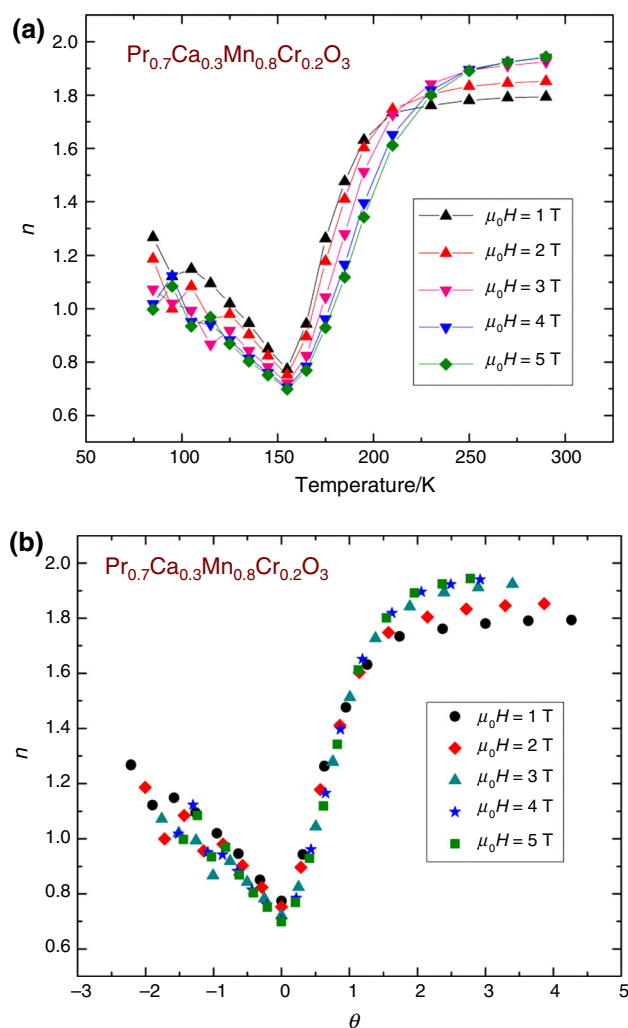 (a)
Pr0.7Ca0.3Mn0.8Cr0.2O3
2.0
1.8
1.6
1.4
1.2
1.0
0.8
0.6
n
μ0H = 1 T
μ0H = 2 T
μ0H = 3 T
μ0H = 4 T
μ0H = 5 T
50 100 150 200 250 300
Temperature/K
(b)
Pr0.7Ca0.3Mn0.8Cr0.2O3
2.0
1.8
1.6
1.4
1.2
1.0
0.8
0.6
n
μ0H = 1 T
μ0H = 2 T
μ0H = 3 T
μ0H = 4 T
μ0H = 5 T
−3 −2 −1 0 1 2 3 4 5
θ